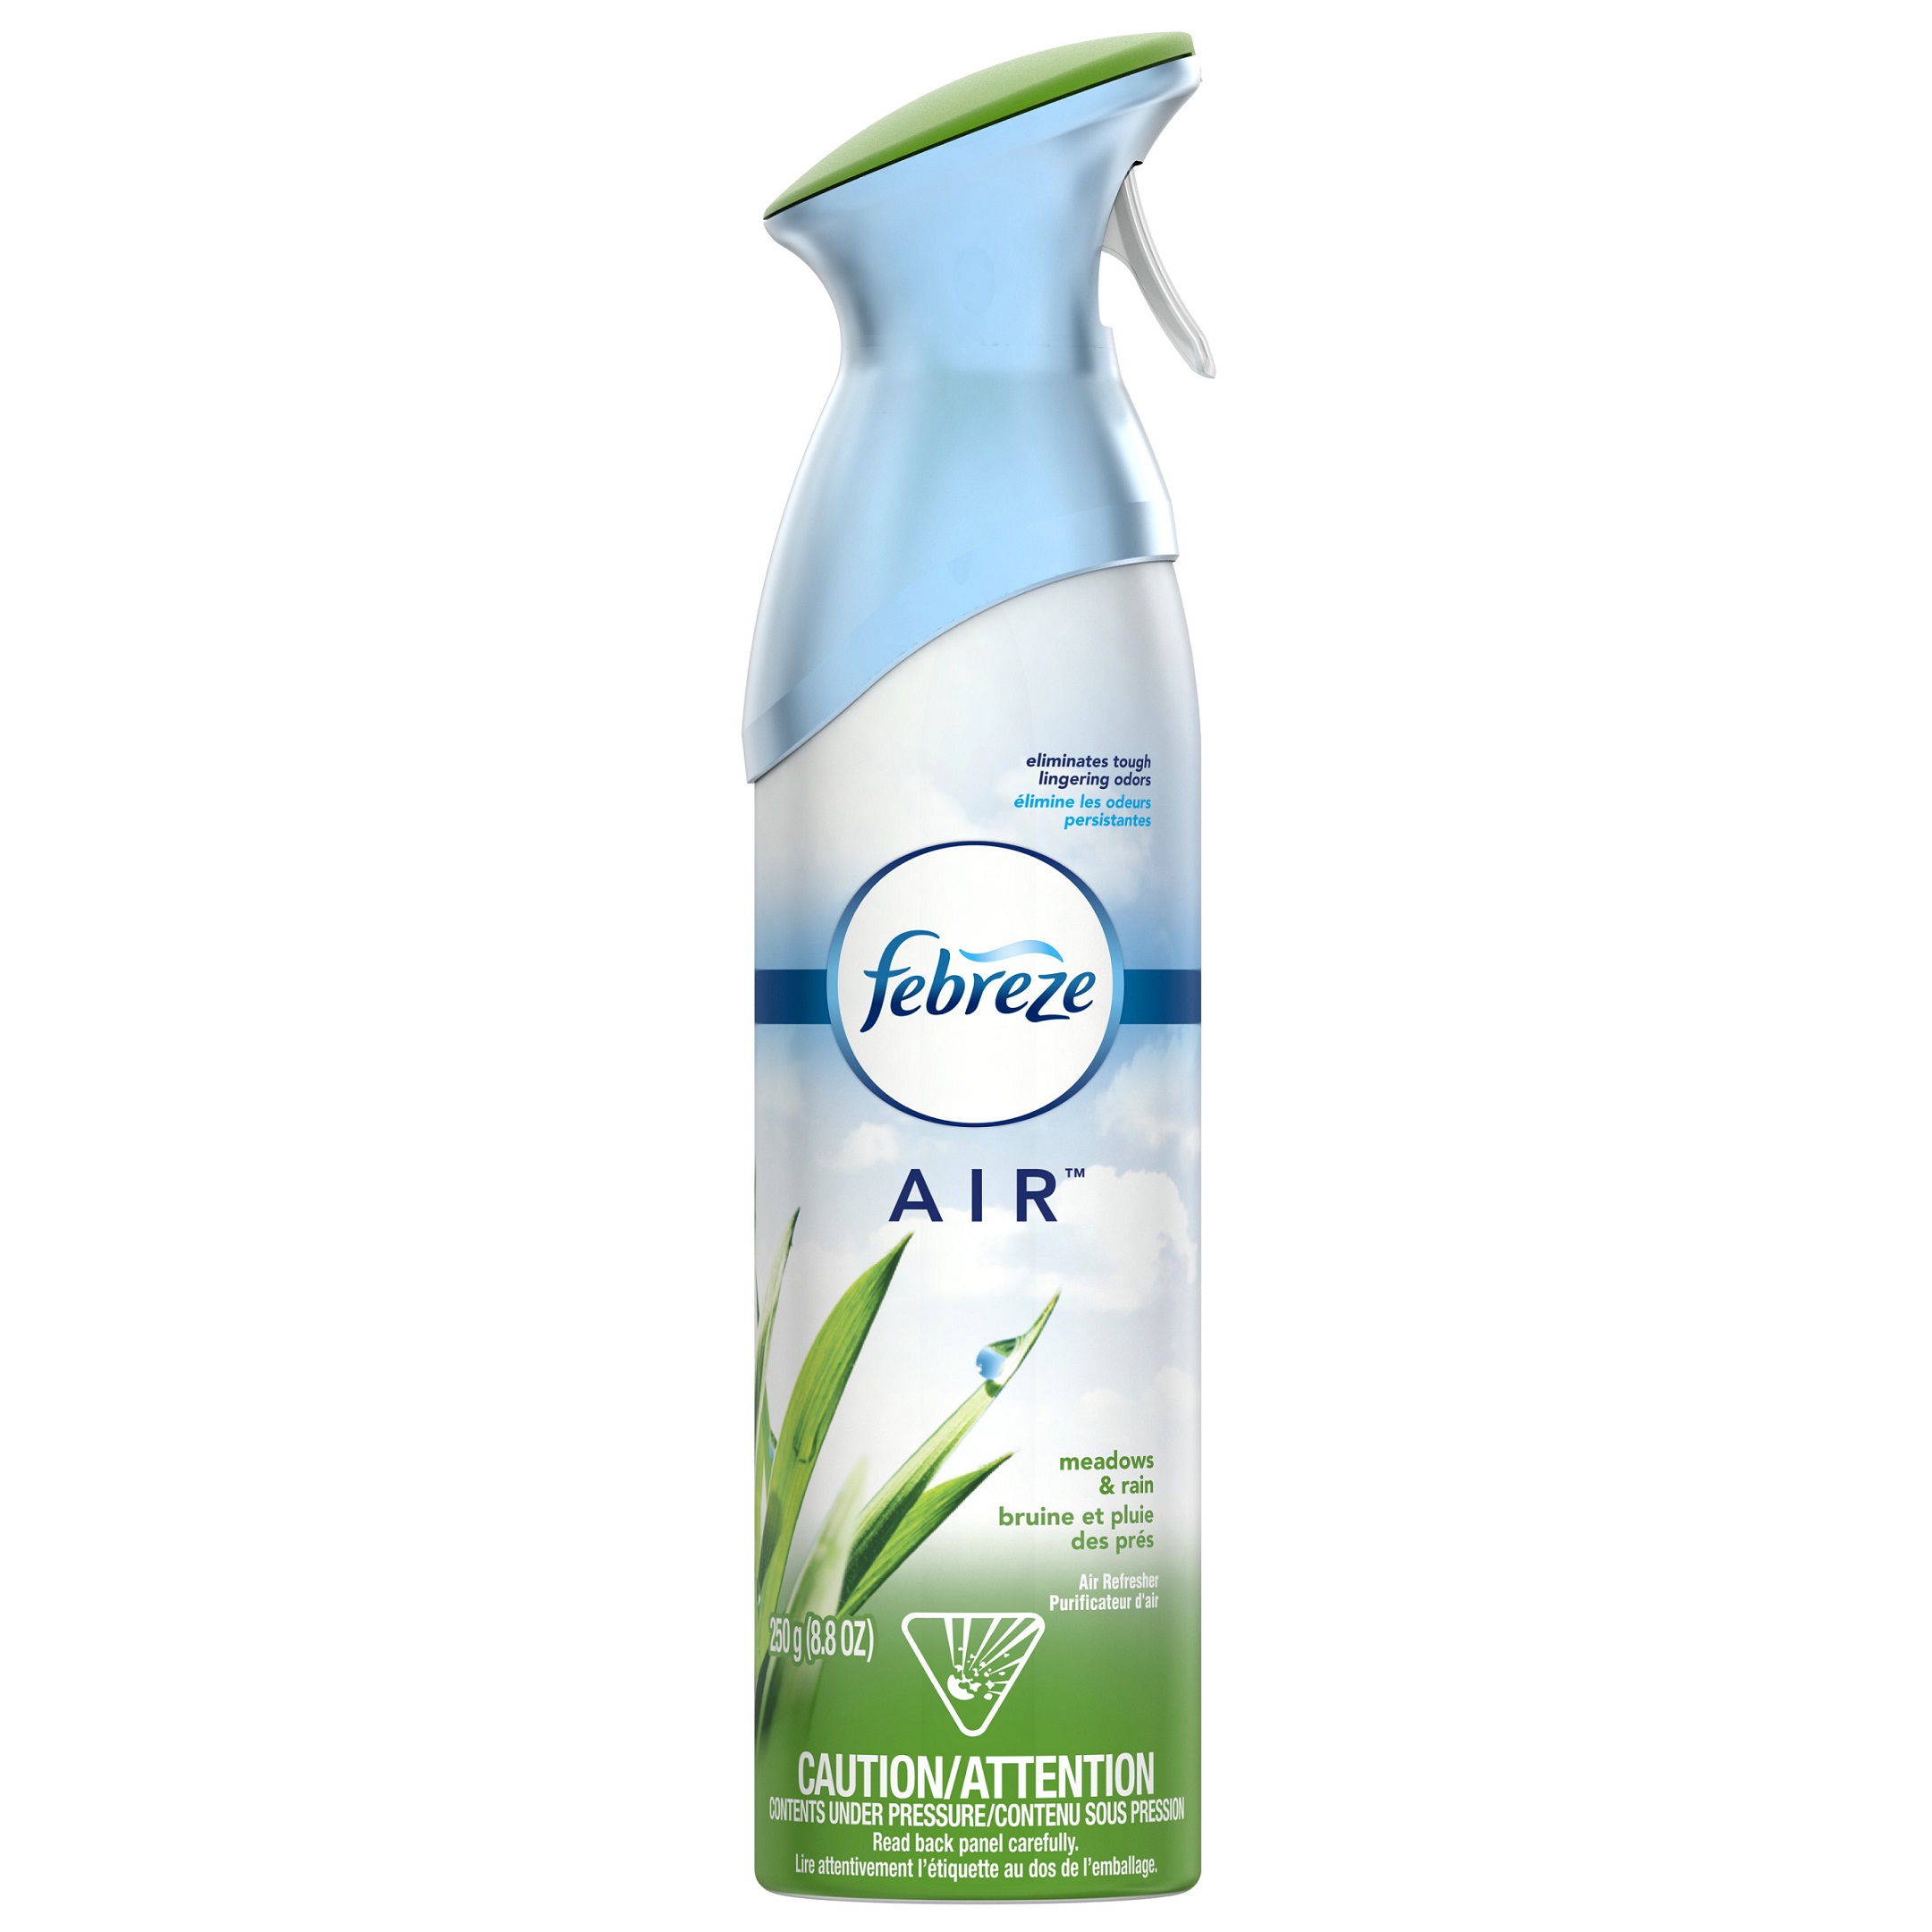 eliminates tough
lingering odors
élimine les odeurs
persistantes
febreze
AIR™
meadows
& rain
bruine et pluie
des prés
Air Refresher
Purificateur d'air
250 g (8.8 OZ)
CAUTION/ATTENTION
CONTENTS UNDER PRESSURE/CONTENU SOUS PRESSION
Read back panel carefully.
Lire attentivement l'étiquette au dos de l'emballage.